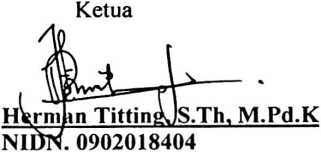 Ketua
Herman Titting, S.Th, M.Pd.K
NIDN. 0902018404